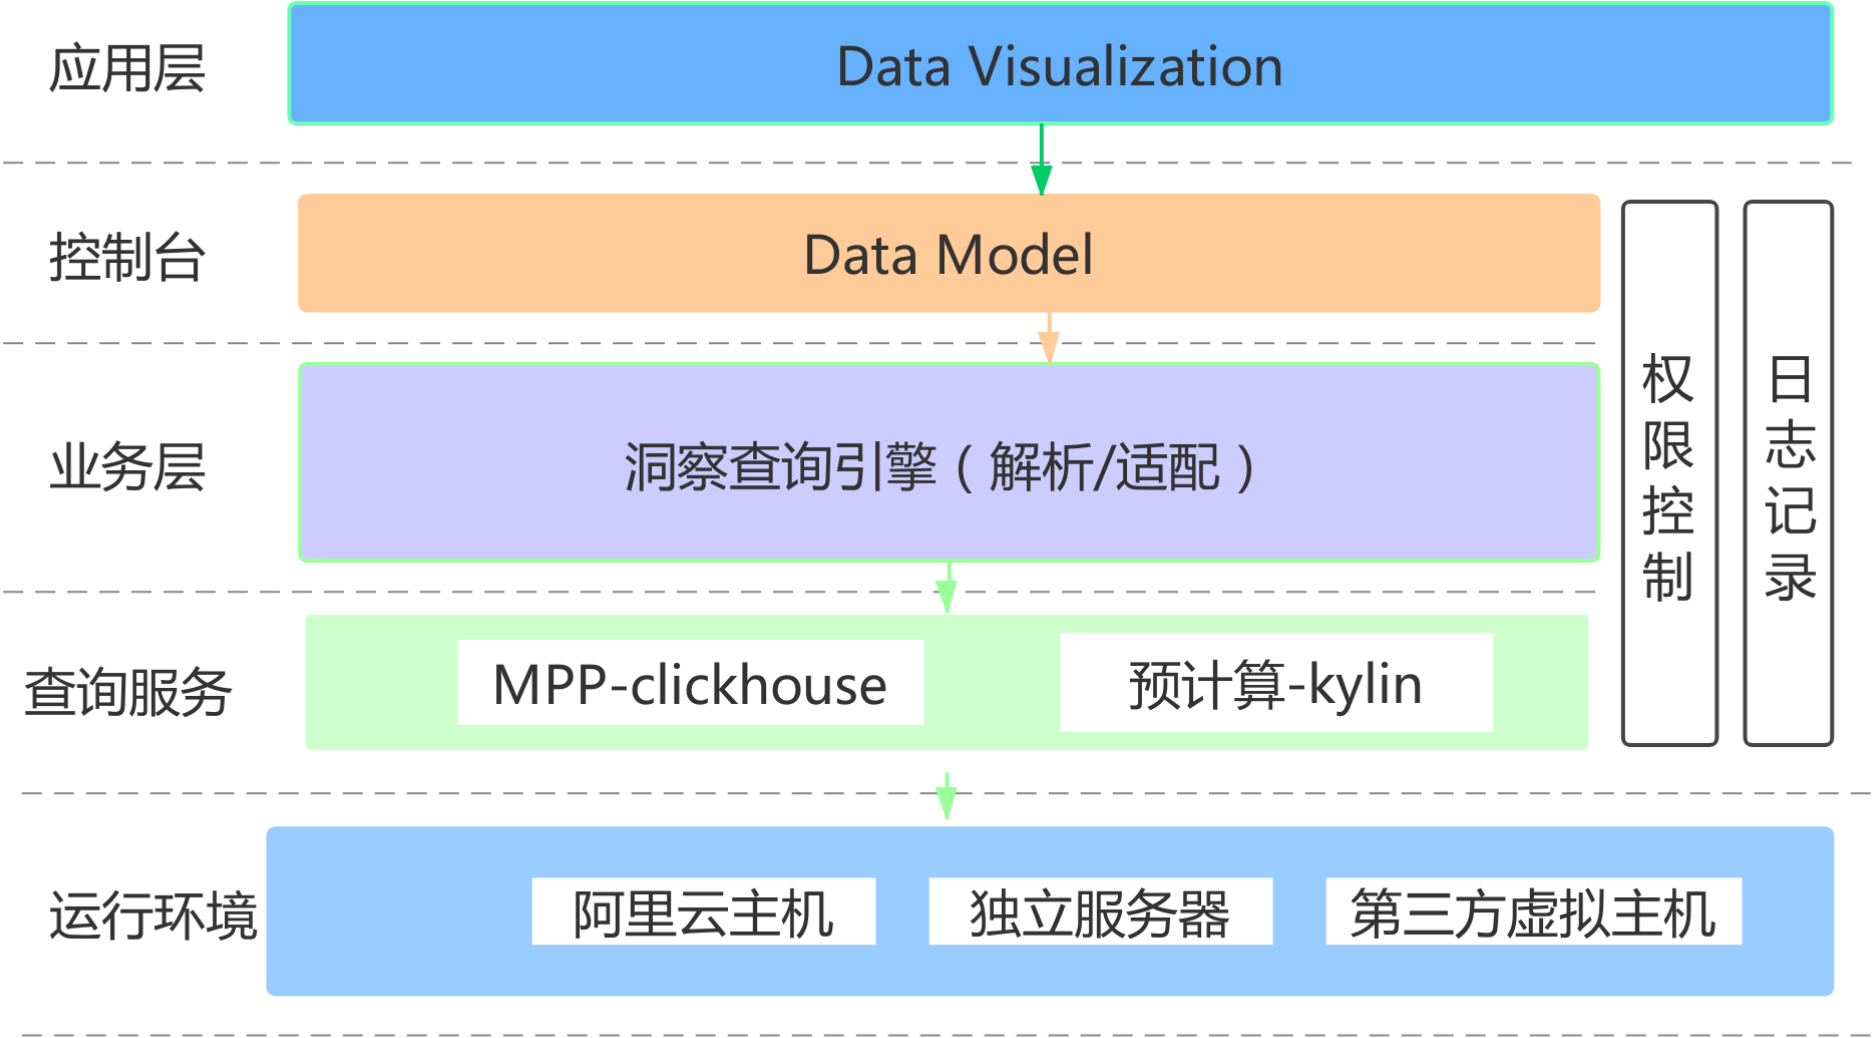 应用层
Data Visualization
控制台
Data Model
业务层
洞察查询引擎（解析/适配）
权限控制
日志记录
查询服务
MPP-clickhouse
预计算-kylin
运行环境
阿里云主机
独立服务器
第三方虚拟主机